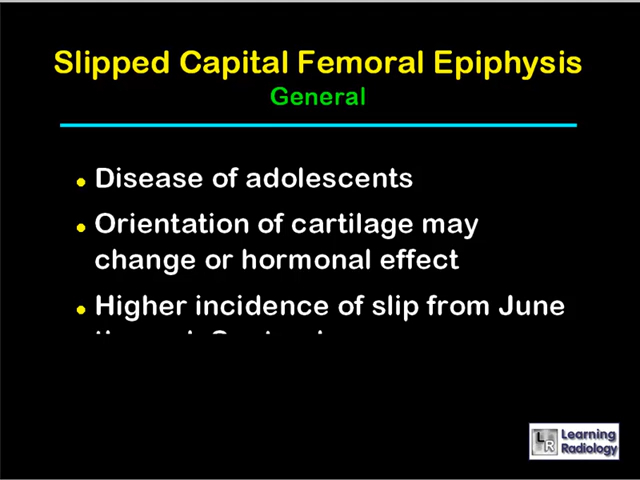 Slipped Capital Femoral Epiphysis
General
Disease of adolescents
Orientation of cartilage may
change or hormonal effect
Higher incidence of slip from June
LR Learning
Radiology